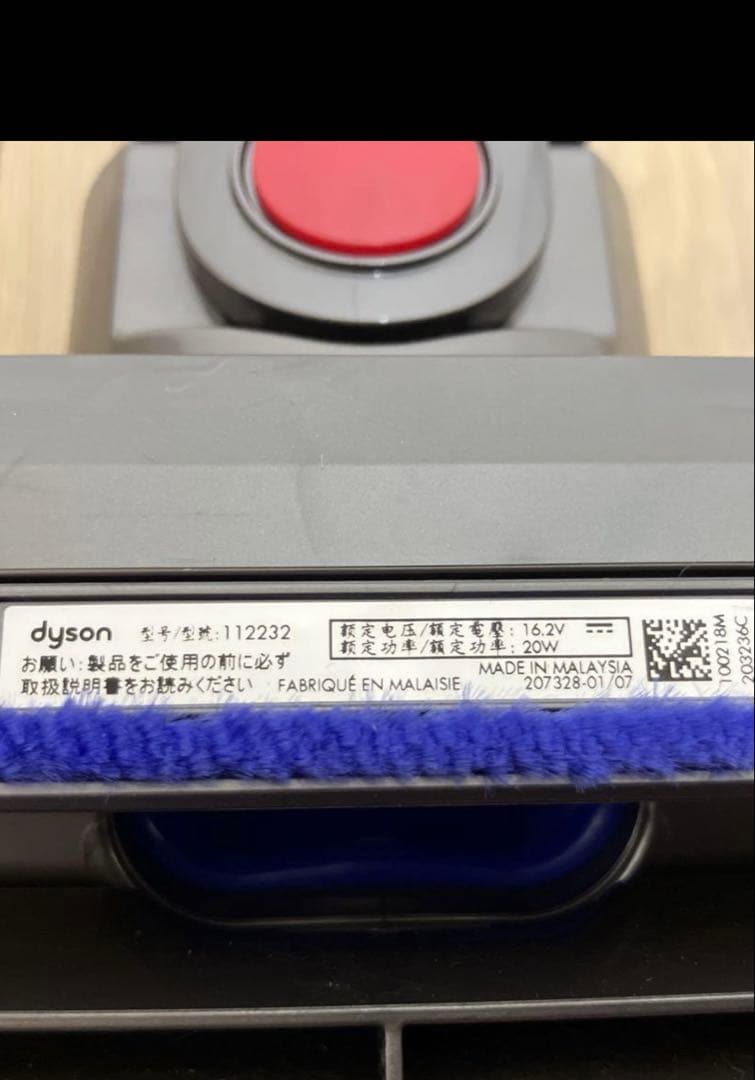 dyson 型号/型號:112232
お願い:製品をご使用の前に必ず
取扱説明書をお読みください
FABRIQUÉ EN MALAISIE
额定电压/額定電壓: 16.2V ⎓
额定功率/額定功率: 20W
MADE IN MALAYSIA
207328-01/07
100218M
203236C